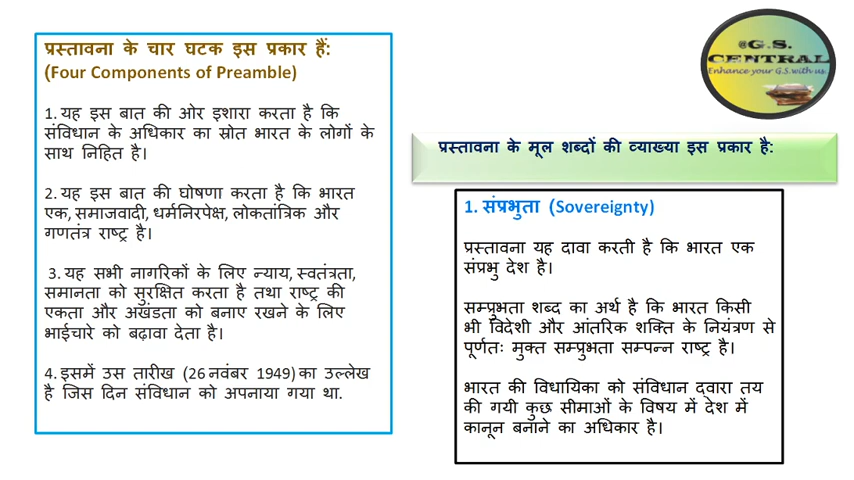 प्रस्तावना के चार घटक इस प्रकार हैं:
(Four Components of Preamble)
1. यह इस बात की ओर इशारा करता है कि
संविधान के अधिकार का स्रोत भारत के लोगों के
साथ निहित है।
2. यह इस बात की घोषणा करता है कि भारत
एक, समाजवादी, धर्मनिरपेक्ष, लोकतांत्रिक और
गणतंत्र राष्ट्र है।
3. यह सभी नागरिकों के लिए न्याय, स्वतंत्रता,
समानता को सुरक्षित करता है तथा राष्ट्र की
एकता और अखंडता को बनाए रखने के लिए
भाईचारे को बढ़ावा देता है।
4. इसमें उस तारीख (26 नवंबर 1949) का उल्लेख
है जिस दिन संविधान को अपनाया गया था.
@G.S.
CENTRAL
Enhance your G.S. with us.
प्रस्तावना के मूल शब्दों की व्याख्या इस प्रकार है:
1. संप्रभुता (Sovereignty)
प्रस्तावना यह दावा करती है कि भारत एक
संप्रभु देश है।
सम्प्रुभता शब्द का अर्थ है कि भारत किसी
भी विदेशी और आंतरिक शक्ति के नियंत्रण से
पूर्णतः मुक्त सम्प्रुभता सम्पन्न राष्ट्र है।
भारत की विधायिका को संविधान द्वारा तय
की गयी कुछ सीमाओं के विषय में देश में
कानून बनाने का अधिकार है।